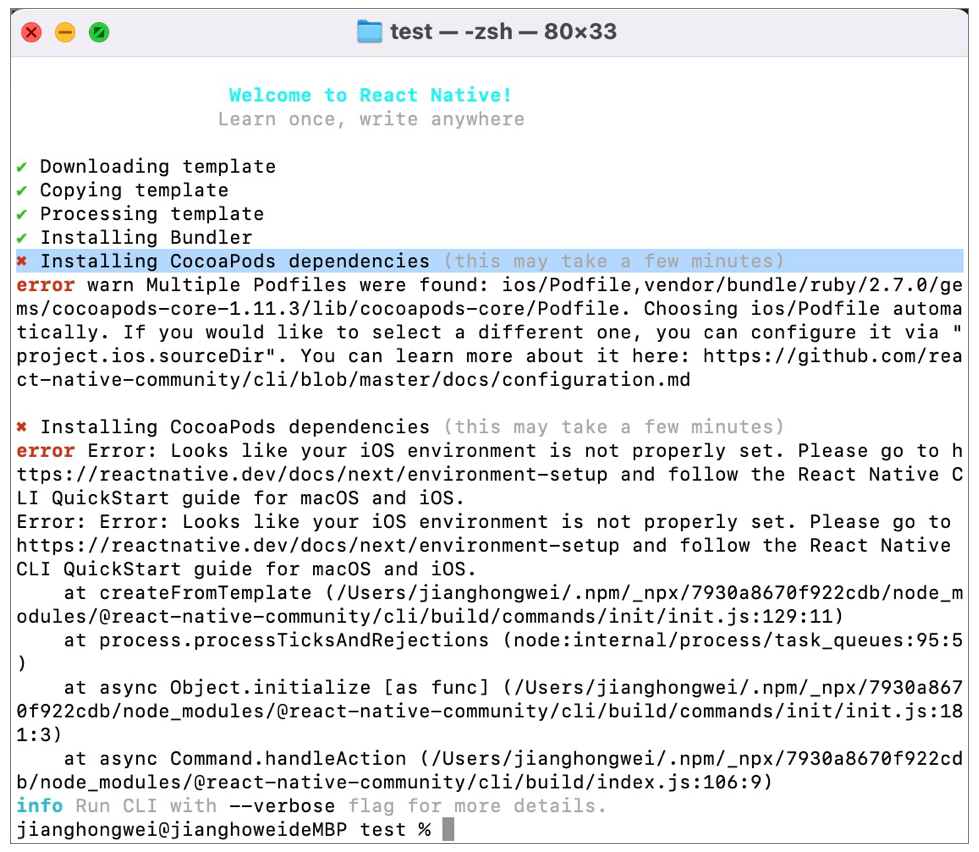 test — -zsh — 80×33
Welcome to React Native!
Learn once, write anywhere
✔ Downloading template
✔ Copying template
✔ Processing template
✔ Installing Bundler
✖ Installing CocoaPods dependencies (this may take a few minutes)
error warn Multiple Podfiles were found: ios/Podfile,vendor/bundle/ruby/2.7.0/ge
ms/cocoapods-core-1.11.3/lib/cocoapods-core/Podfile. Choosing ios/Podfile automa
tically. If you would like to select a different one, you can configure it via "
project.ios.sourceDir". You can learn more about it here: https://github.com/rea
ct-native-community/cli/blob/master/docs/configuration.md
✖ Installing CocoaPods dependencies (this may take a few minutes)
error Error: Looks like your iOS environment is not properly set. Please go to h
ttps://reactnative.dev/docs/next/environment-setup and follow the React Native C
LI QuickStart guide for macOS and iOS.
Error: Error: Looks like your iOS environment is not properly set. Please go to
https://reactnative.dev/docs/next/environment-setup and follow the React Native
CLI QuickStart guide for macOS and iOS.
    at createFromTemplate (/Users/jianghongwei/.npm/_npx/7930a8670f922cdb/node_m
odules/@react-native-community/cli/build/commands/init/init.js:129:11)
    at process.processTicksAndRejections (node:internal/process/task_queues:95:5
)
    at async Object.initialize [as func] (/Users/jianghongwei/.npm/_npx/7930a867
0f922cdb/node_modules/@react-native-community/cli/build/commands/init/init.js:18
1:3)
    at async Command.handleAction (/Users/jianghongwei/.npm/_npx/7930a8670f922cd
b/node_modules/@react-native-community/cli/build/index.js:106:9)
info Run CLI with --verbose flag for more details.
jianghongwei@jianghoweideMBP test %